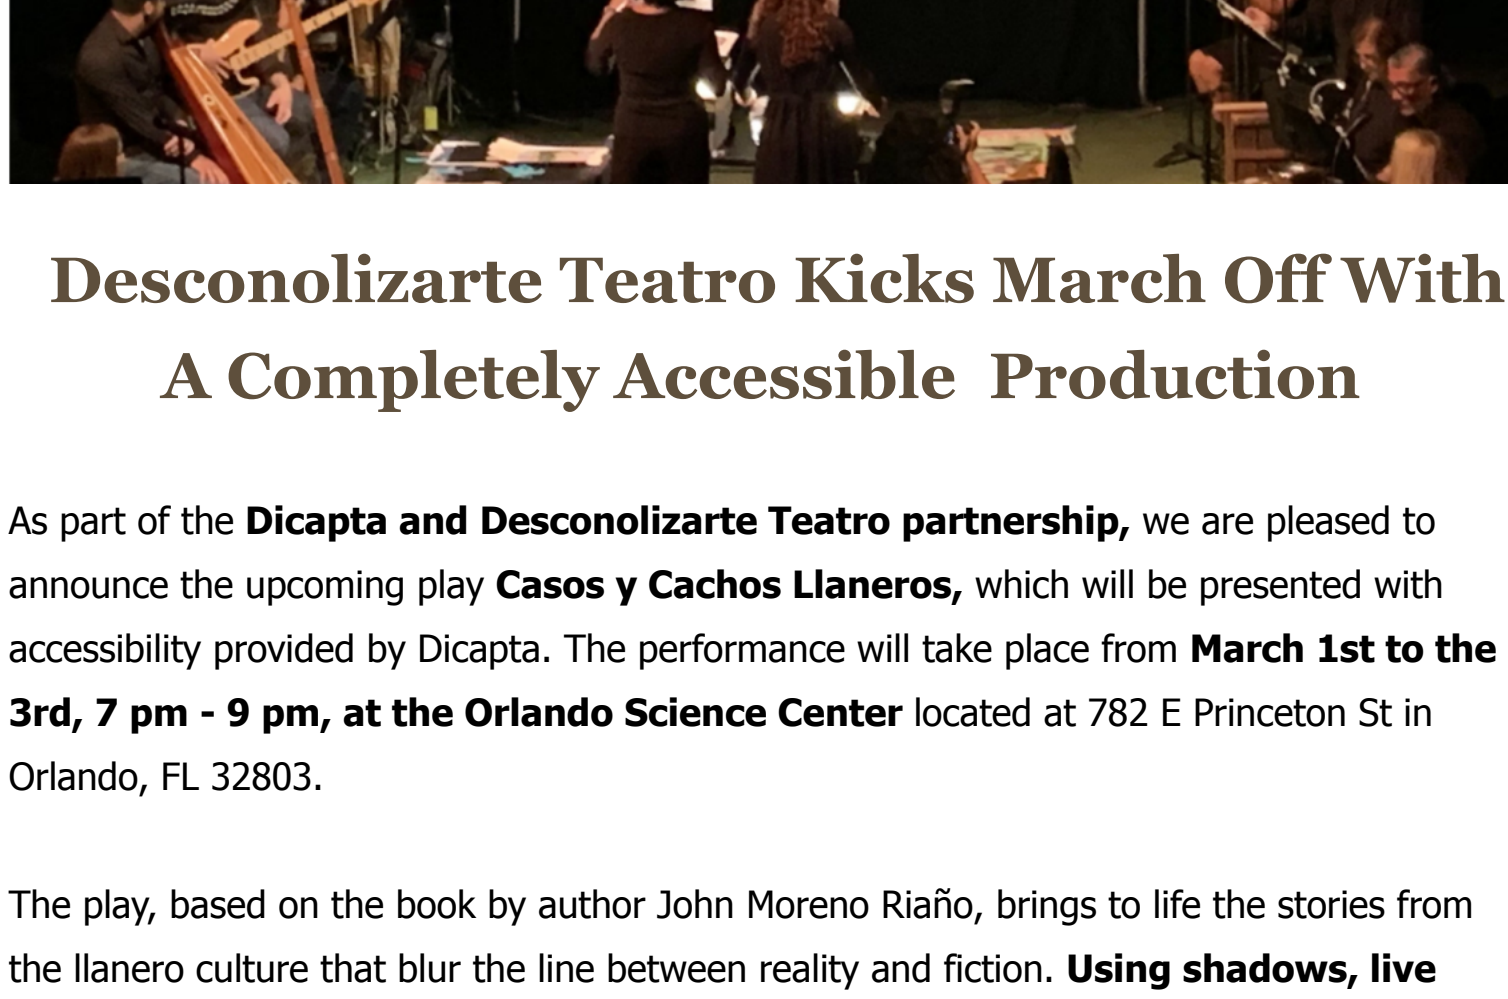 Desconolizarte Teatro Kicks March Off With
A Completely Accessible  Production
As part of the Dicapta and Desconolizarte Teatro partnership, we are pleased to
announce the upcoming play Casos y Cachos Llaneros, which will be presented with
accessibility provided by Dicapta. The performance will take place from March 1st to the
3rd, 7 pm - 9 pm, at the Orlando Science Center located at 782 E Princeton St in
Orlando, FL 32803.
The play, based on the book by author John Moreno Riaño, brings to life the stories from
the llanero culture that blur the line between reality and fiction. Using shadows, live